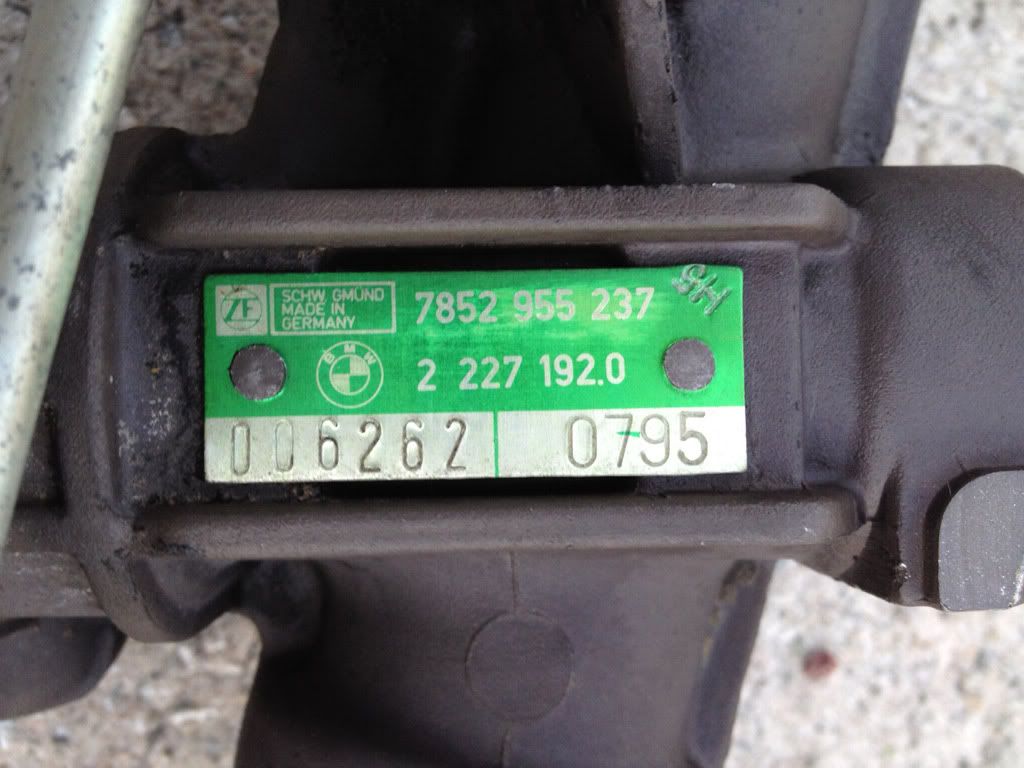 ZF SCHW. GMÜND
MADE IN
GERMANY
7852 955 237
BMW 2 227 192.0
006262 0795